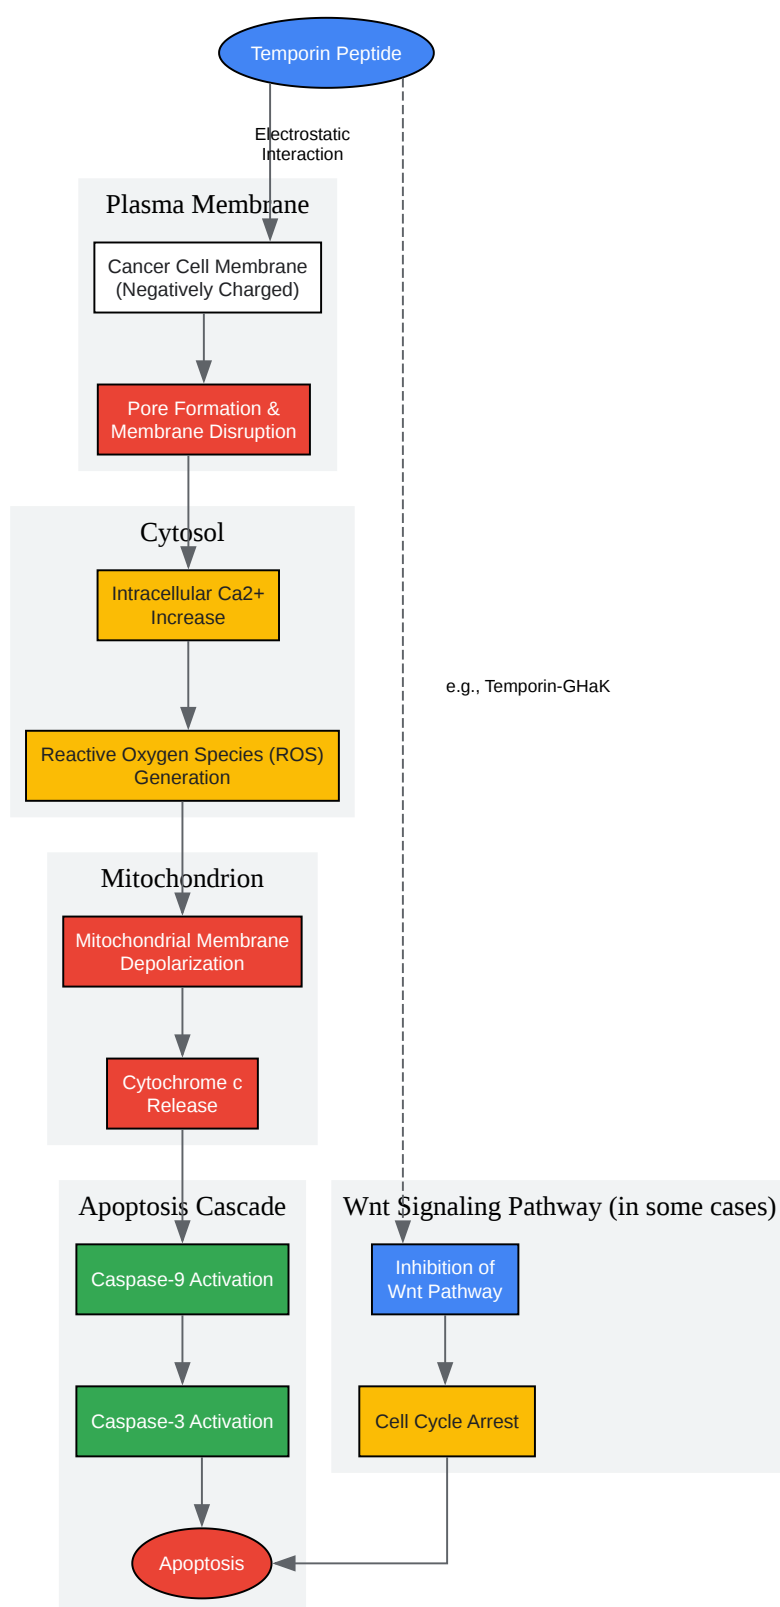 Temporin Peptide
Electrostatic
Interaction
Plasma Membrane
Cancer Cell Membrane
(Negatively Charged)
Pore Formation &
Membrane Disruption
Cytosol
Intracellular Ca2+
Increase
e.g., Temporin-GHaK
Reactive Oxygen Species (ROS)
Generation
Mitochondrion
Mitochondrial Membrane
Depolarization
Cytochrome c
Release
Apoptosis Cascade
Wnt Signaling Pathway (in some cases)
Caspase-9 Activation
Inhibition of
Wnt Pathway
Caspase-3 Activation
Cell Cycle Arrest
Apoptosis